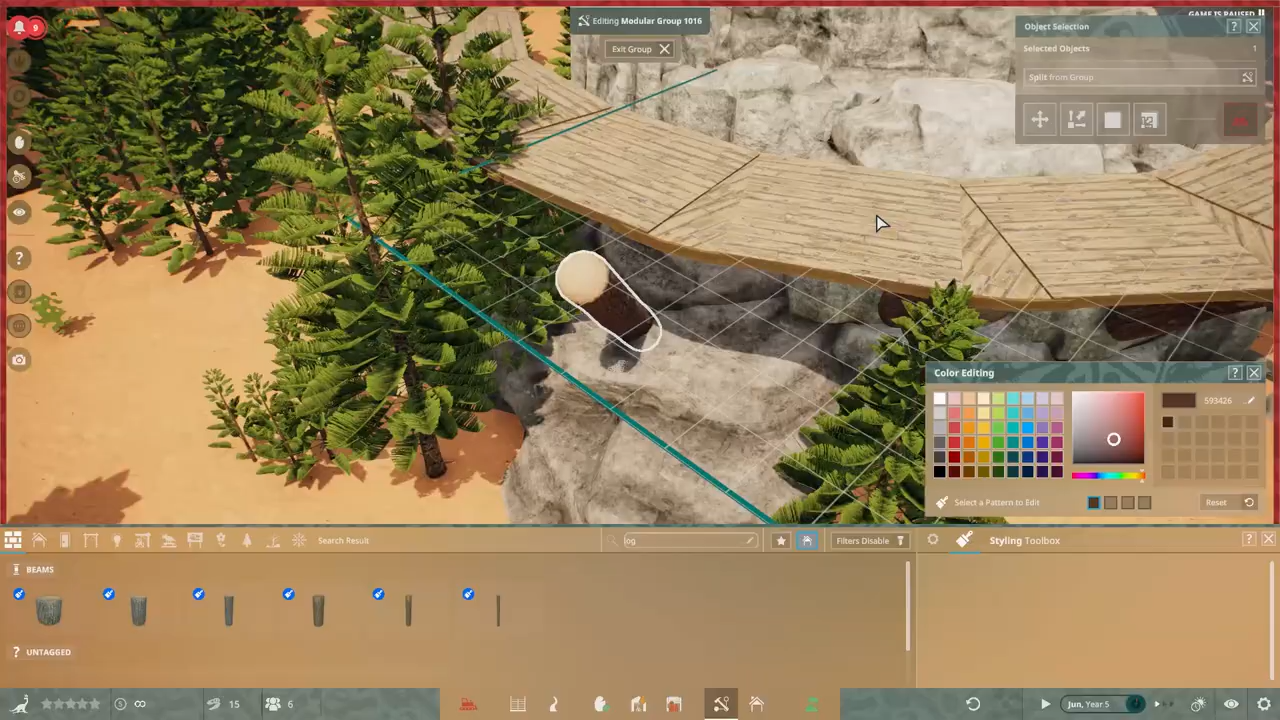 9
Editing Modular Group 1016
Exit Group
GAME IS PAUSED
Object Selection
?
Selected Objects
1
Split from Group
?
Color Editing
?
593426
Select a Pattern to Edit
Reset
Search Result
log
Filters Disable
Styling Toolbox
?
BEAMS
? UNTAGGED
15
6
Jun, Year 5